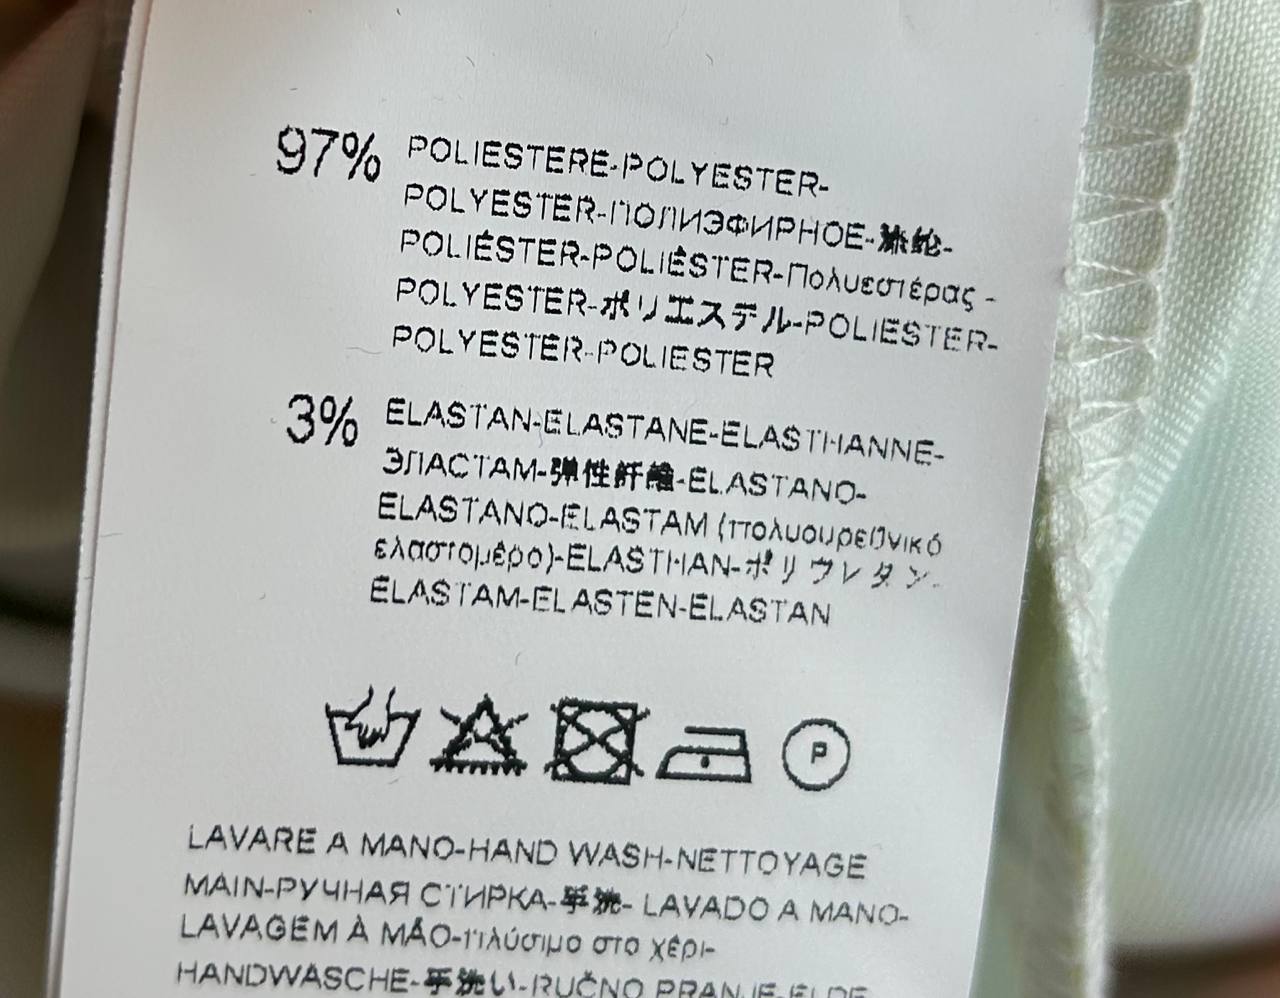 97% POLIESTERE-POLYESTER-
POLYESTER-ПОЛИЭФИРНОЕ-涤纶-
POLIÉSTER-POLIÉSTER-Πολυεστέρας -
POLYESTER-ポリエステル-POLIESTER-
POLYESTER-POLIESTER
3% ELASTAN-ELASTANE-ELASTHANNE-
ЭЛАСТАМ-弹性纤维-ELASTANO-
ELASTANO-ELASTAM (πολυουρεθνικό
ελαστομέρο)-ELASTHAN-ポリウレタン-
ELASTAM-ELASTEN-ELASTAN
P
LAVARE A MANO-HAND WASH-NETTOYAGE
MAIN-РУЧНАЯ СТИРКА-手洗- LAVADO A MANO-
LAVAGEM À MÃO-πλύσιμο στο χέρι-
HANDWÄSCHE-手洗い-RUČNO PRANJE-ELDE